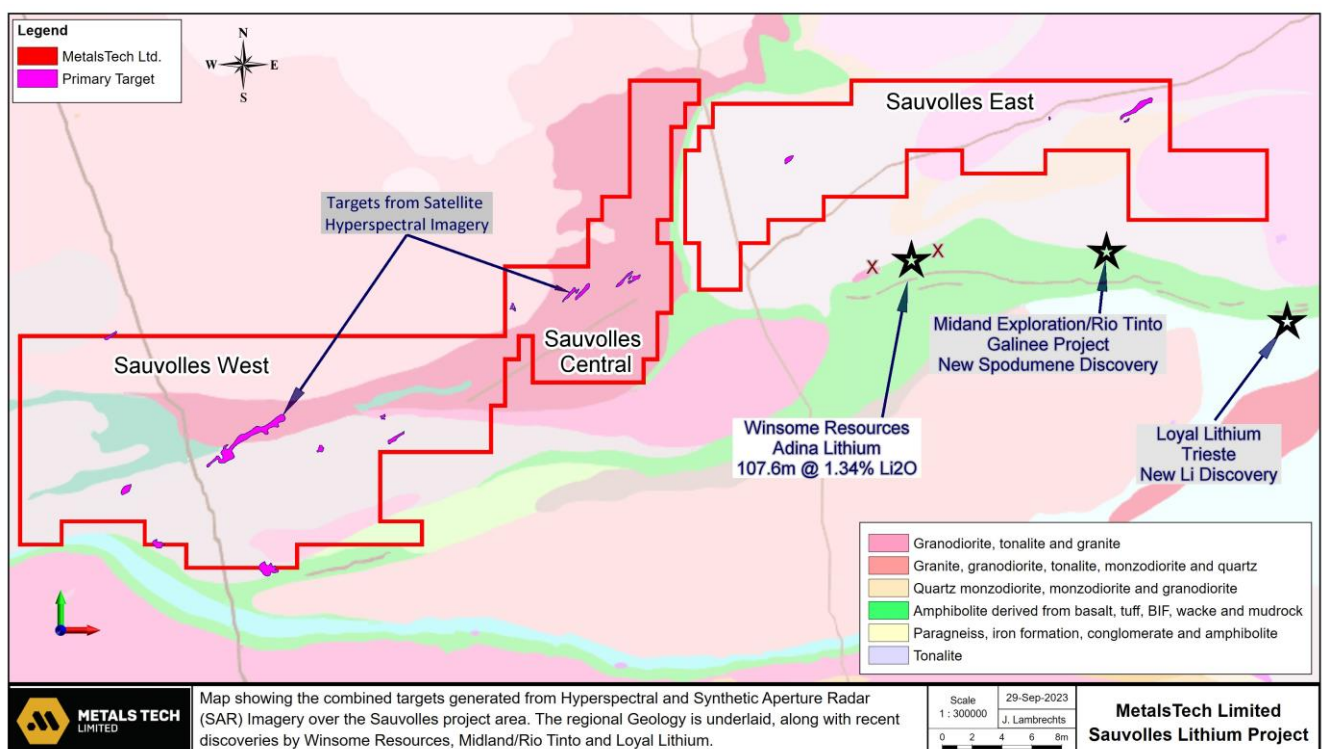 Legend
MetalsTech Ltd.
Primary Target
N
W
E
S
Sauvolles East
Targets from Satellite
Hyperspectral Imagery
X
X
Sauvolles West
Sauvolles
Central
Midand Exploration/Rio Tinto
Galinee Project
New Spodumene Discovery
Winsome Resources
Adina Lithium
107.6m @ 1.34% Li2O
Loyal Lithium
Trieste
New Li Discovery
Granodiorite, tonalite and granite
Granite, granodiorite, tonalite, monzodiorite and quartz
Quartz monzodiorite, monzodiorite and granodiorite
Amphibolite derived from basalt, tuff, BIF, wacke and mudrock
Paragneiss, iron formation, conglomerate and amphibolite
Tonalite
METALS TECH
LIMITED
Map showing the combined targets generated from Hyperspectral and Synthetic Aperture Radar
(SAR) Imagery over the Sauvolles project area. The regional Geology is underlaid, along with recent
discoveries by Winsome Resources, Midland/Rio Tinto and Loyal Lithium.
Scale
1 : 300000
29-Sep-2023
J. Lambrechts
0 2 4 6 8m
MetalsTech Limited
Sauvolles Lithium Project